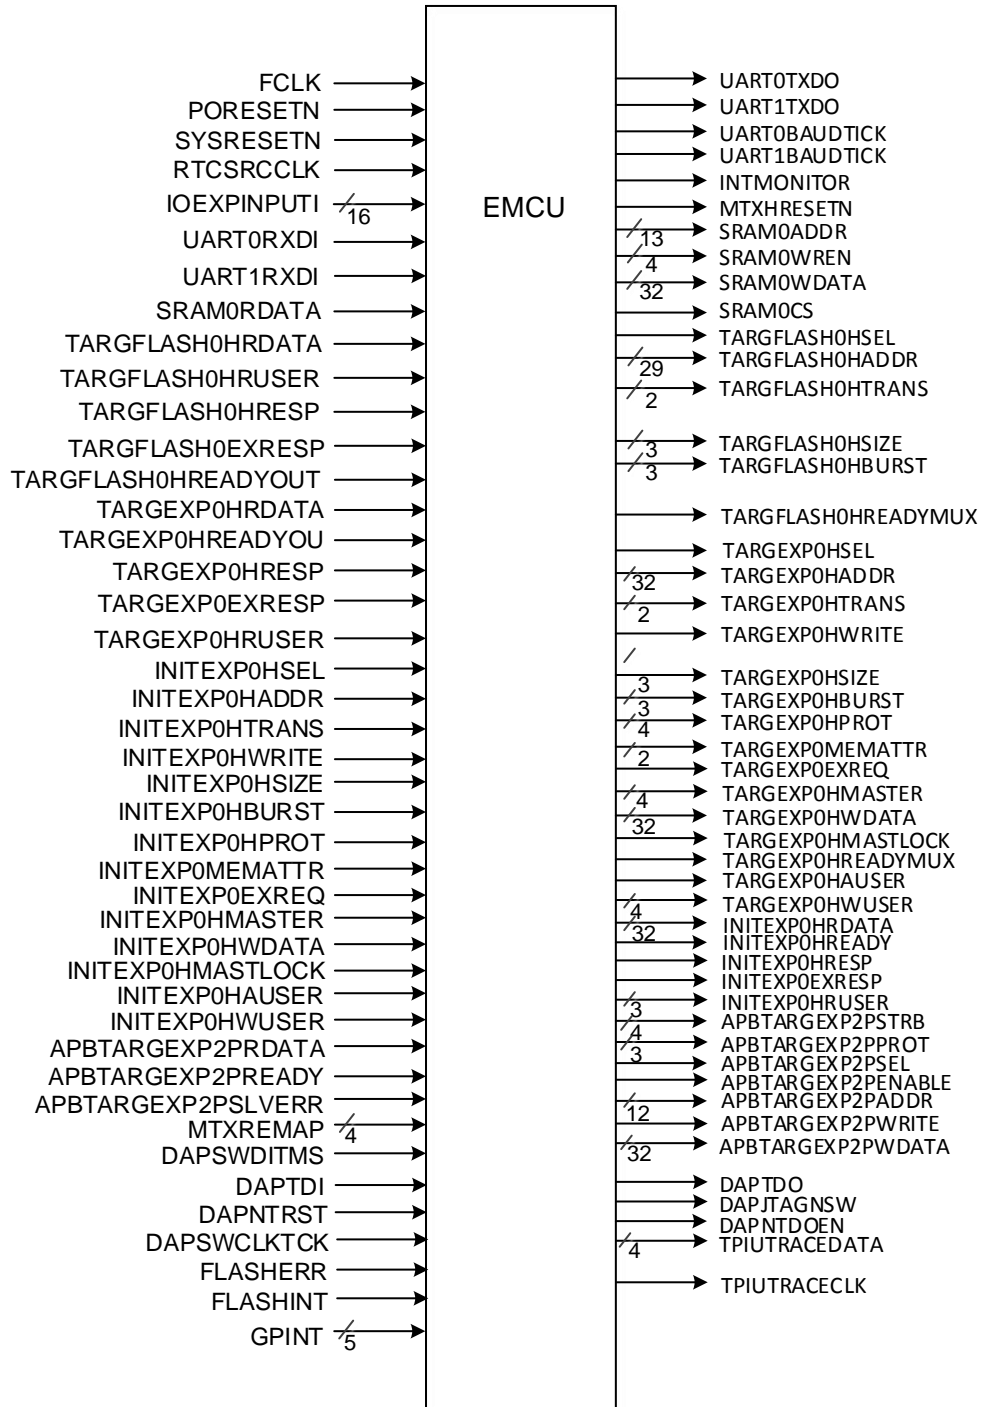 FCLK
PORESETN
SYSRESETN
RTCSRCCLK
IOEXPINPUTI
16
UART0RXDI
UART1RXDI
SRAM0RDATA
TARGFLASH0HRDATA
TARGFLASH0HRUSER
TARGFLASH0HRESP
TARGFLASH0EXRESP
TARGFLASH0HREADYOUT
TARGEXP0HRDATA
TARGEXP0HREADYOU
TARGEXP0HRESP
TARGEXP0EXRESP
TARGEXP0HRUSER
INITEXP0HSEL
INITEXP0HADDR
INITEXP0HTRANS
INITEXP0HWRITE
INITEXP0HSIZE
INITEXP0HBURST
INITEXP0HPROT
INITEXP0MEMATTR
INITEXP0EXREQ
INITEXP0HMASTER
INITEXP0HWDATA
INITEXP0HMASTLOCK
INITEXP0HAUSER
INITEXP0HWUSER
APBTARGEXP2PRDATA
APBTARGEXP2PREADY
APBTARGEXP2PSLVERR
MTXREMAP
4
DAPSWDITMS
DAPTDI
DAPNTRST
DAPSWCLKTCK
FLASHERR
FLASHINT
GPINT
5
EMCU
UART0TXDO
UART1TXDO
UART0BAUDTICK
UART1BAUDTICK
INTMONITOR
MTXHRESETN
13
SRAM0ADDR
4
SRAM0WREN
32
SRAM0WDATA
SRAM0CS
TARGFLASH0HSEL
29
TARGFLASH0HADDR
2
TARGFLASH0HTRANS
3
TARGFLASH0HSIZE
3
TARGFLASH0HBURST
TARGFLASH0HREADYMUX
TARGEXP0HSEL
32
TARGEXP0HADDR
2
TARGEXP0HTRANS
TARGEXP0HWRITE
3
TARGEXP0HSIZE
3
TARGEXP0HBURST
4
TARGEXP0HPROT
2
TARGEXP0MEMATTR
TARGEXP0EXREQ
4
TARGEXP0HMASTER
32
TARGEXP0HWDATA
TARGEXP0HMASTLOCK
TARGEXP0HREADYMUX
TARGEXP0HAUSER
4
TARGEXP0HWUSER
32
INITEXP0HRDATA
INITEXP0HREADY
INITEXP0HRESP
INITEXP0EXRESP
3
INITEXP0HRUSER
4
APBTARGEXP2PSTRB
3
APBTARGEXP2PPROT
APBTARGEXP2PSEL
APBTARGEXP2PENABLE
12
APBTARGEXP2PADDR
APBTARGEXP2PWRITE
32
APBTARGEXP2PWDATA
DAPTDO
DAPJTAGNSW
DAPNTDOEN
4
TPIUTRACEDATA
TPIUTRACECLK